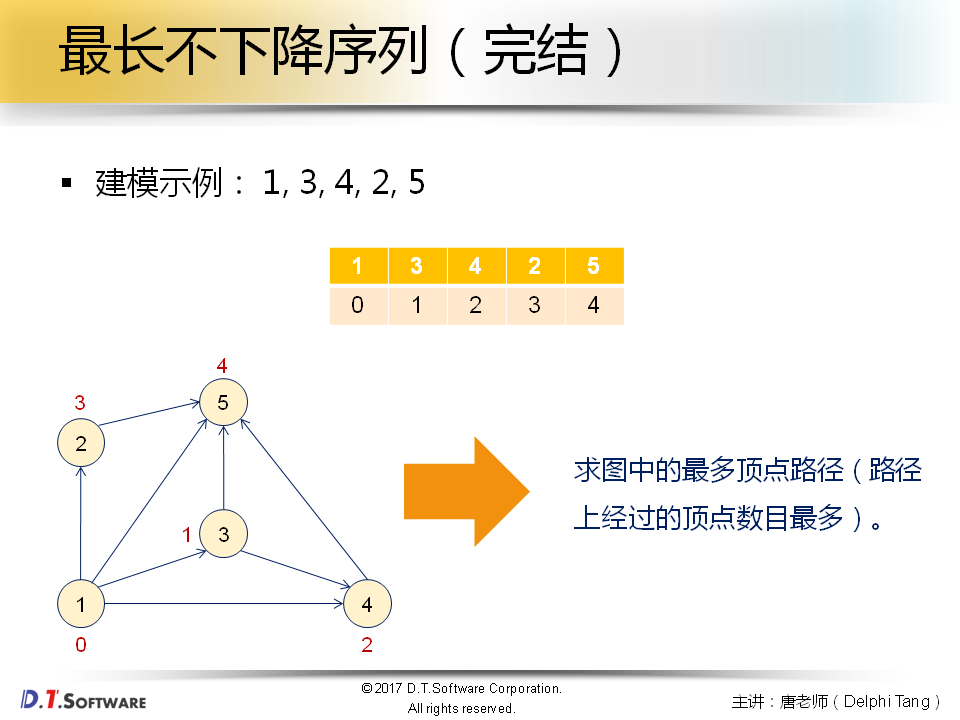 最长不下降序列（完结）
▪ 建模示例： 1, 3, 4, 2, 5
1 3 4 2 5
0 1 2 3 4
4
5
3
2
1
3
1
4
0
2
求图中的最多顶点路径（路径
上经过的顶点数目最多）。
D.T.SOFTWARE
©2017 D.T.Software Corporation.
All rights reserved.
主讲：唐老师（Delphi Tang）